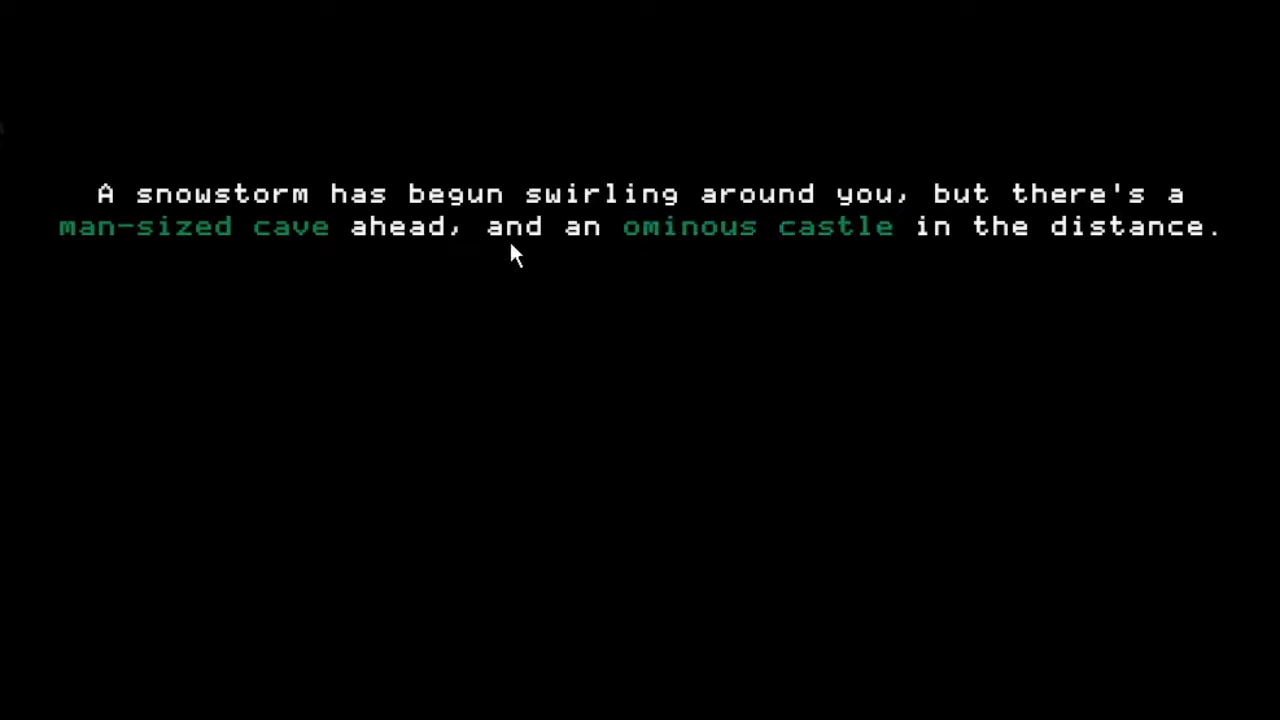 A snowstorm has begun swirling around you, but there's a
man-sized cave ahead, and an ominous castle in the distance.